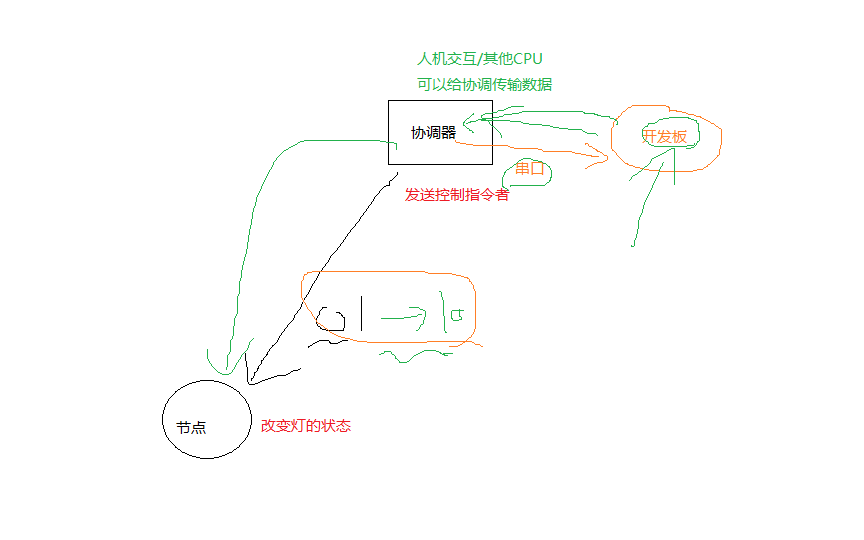 人机交互/其他CPU
可以给协调传输数据
协调器
开发板
串口
发送控制指令者
节点
改变灯的状态